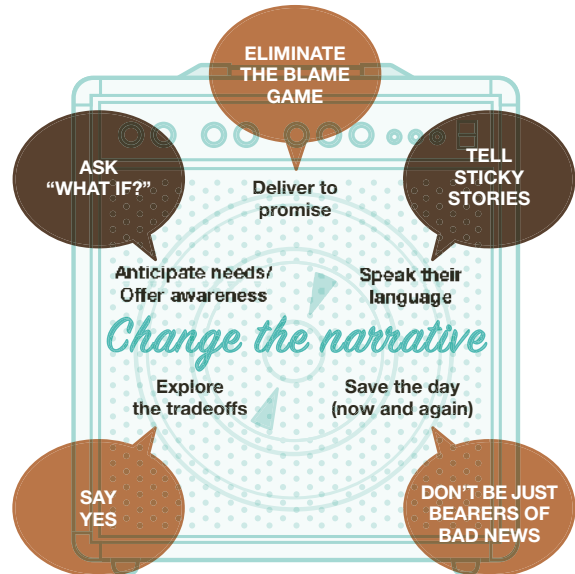 ELIMINATE
THE BLAME
GAME
ASK
“WHAT IF?”
TELL
STICKY
STORIES
Deliver to
promise
Anticipate needs/
Offer awareness
Speak their
language
Change the narrative
Explore
the tradeoffs
Save the day
(now and again)
SAY
YES
DON’T BE JUST
BEARERS OF
BAD NEWS